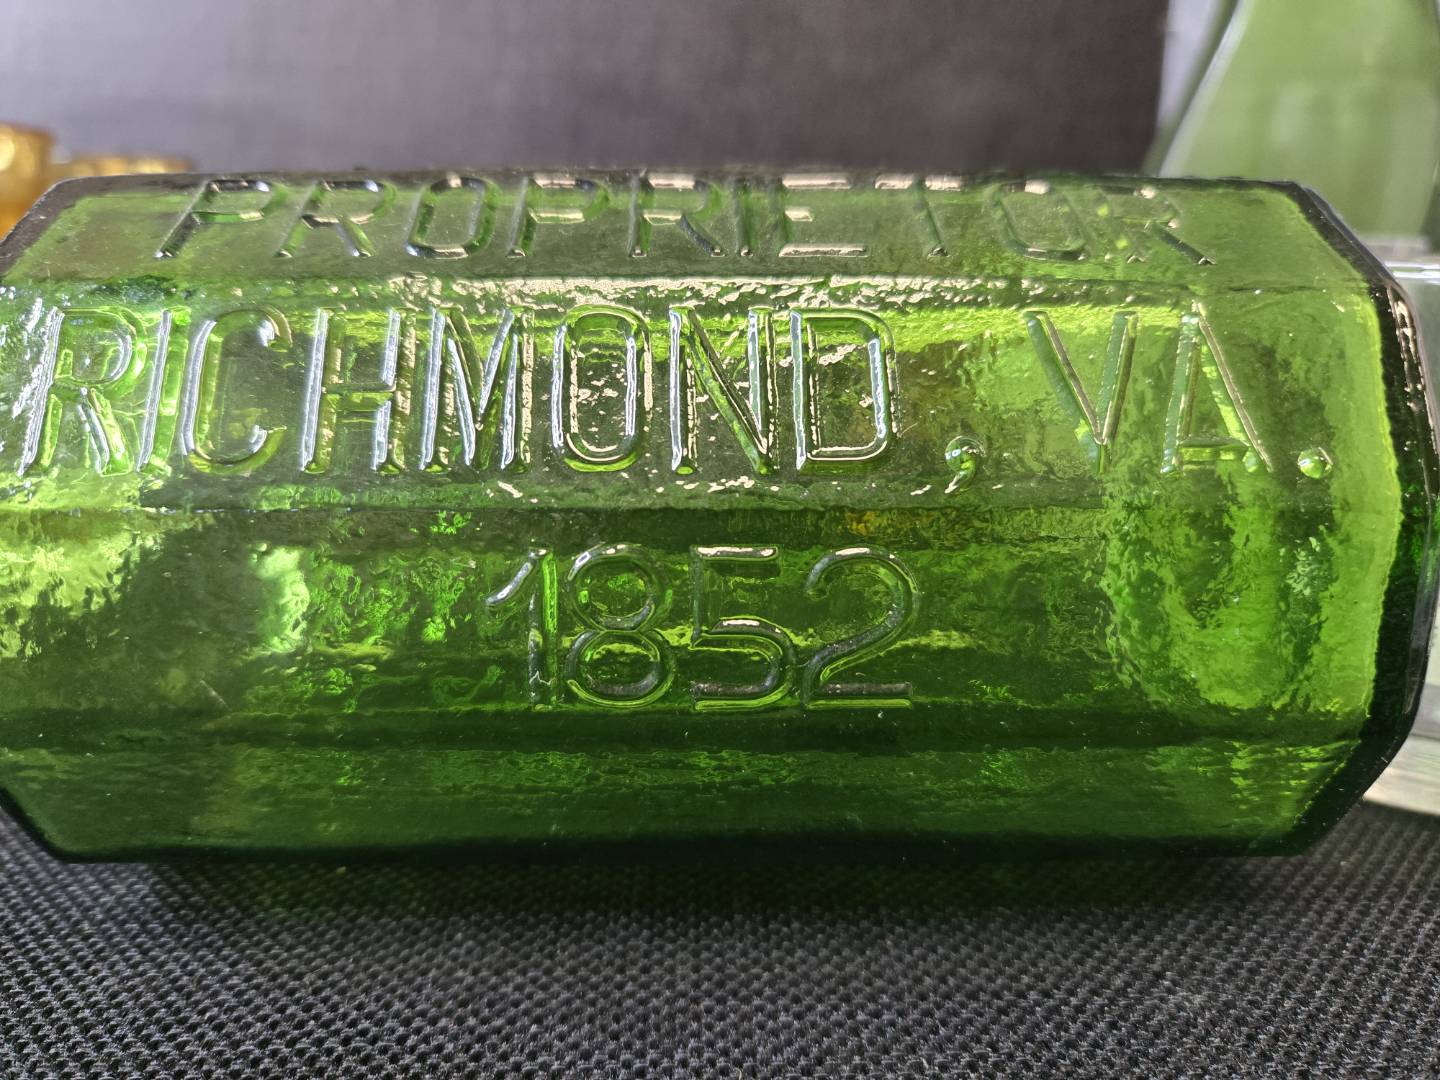 PROPRIETOR
RICHMOND, VA.
1852